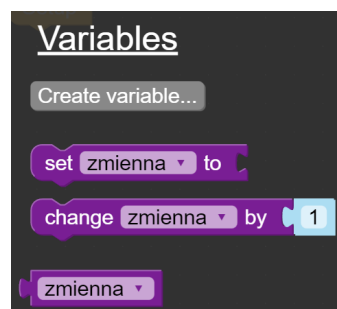 Variables
Create variable...
set zmienna to
change zmienna by 1
zmienna